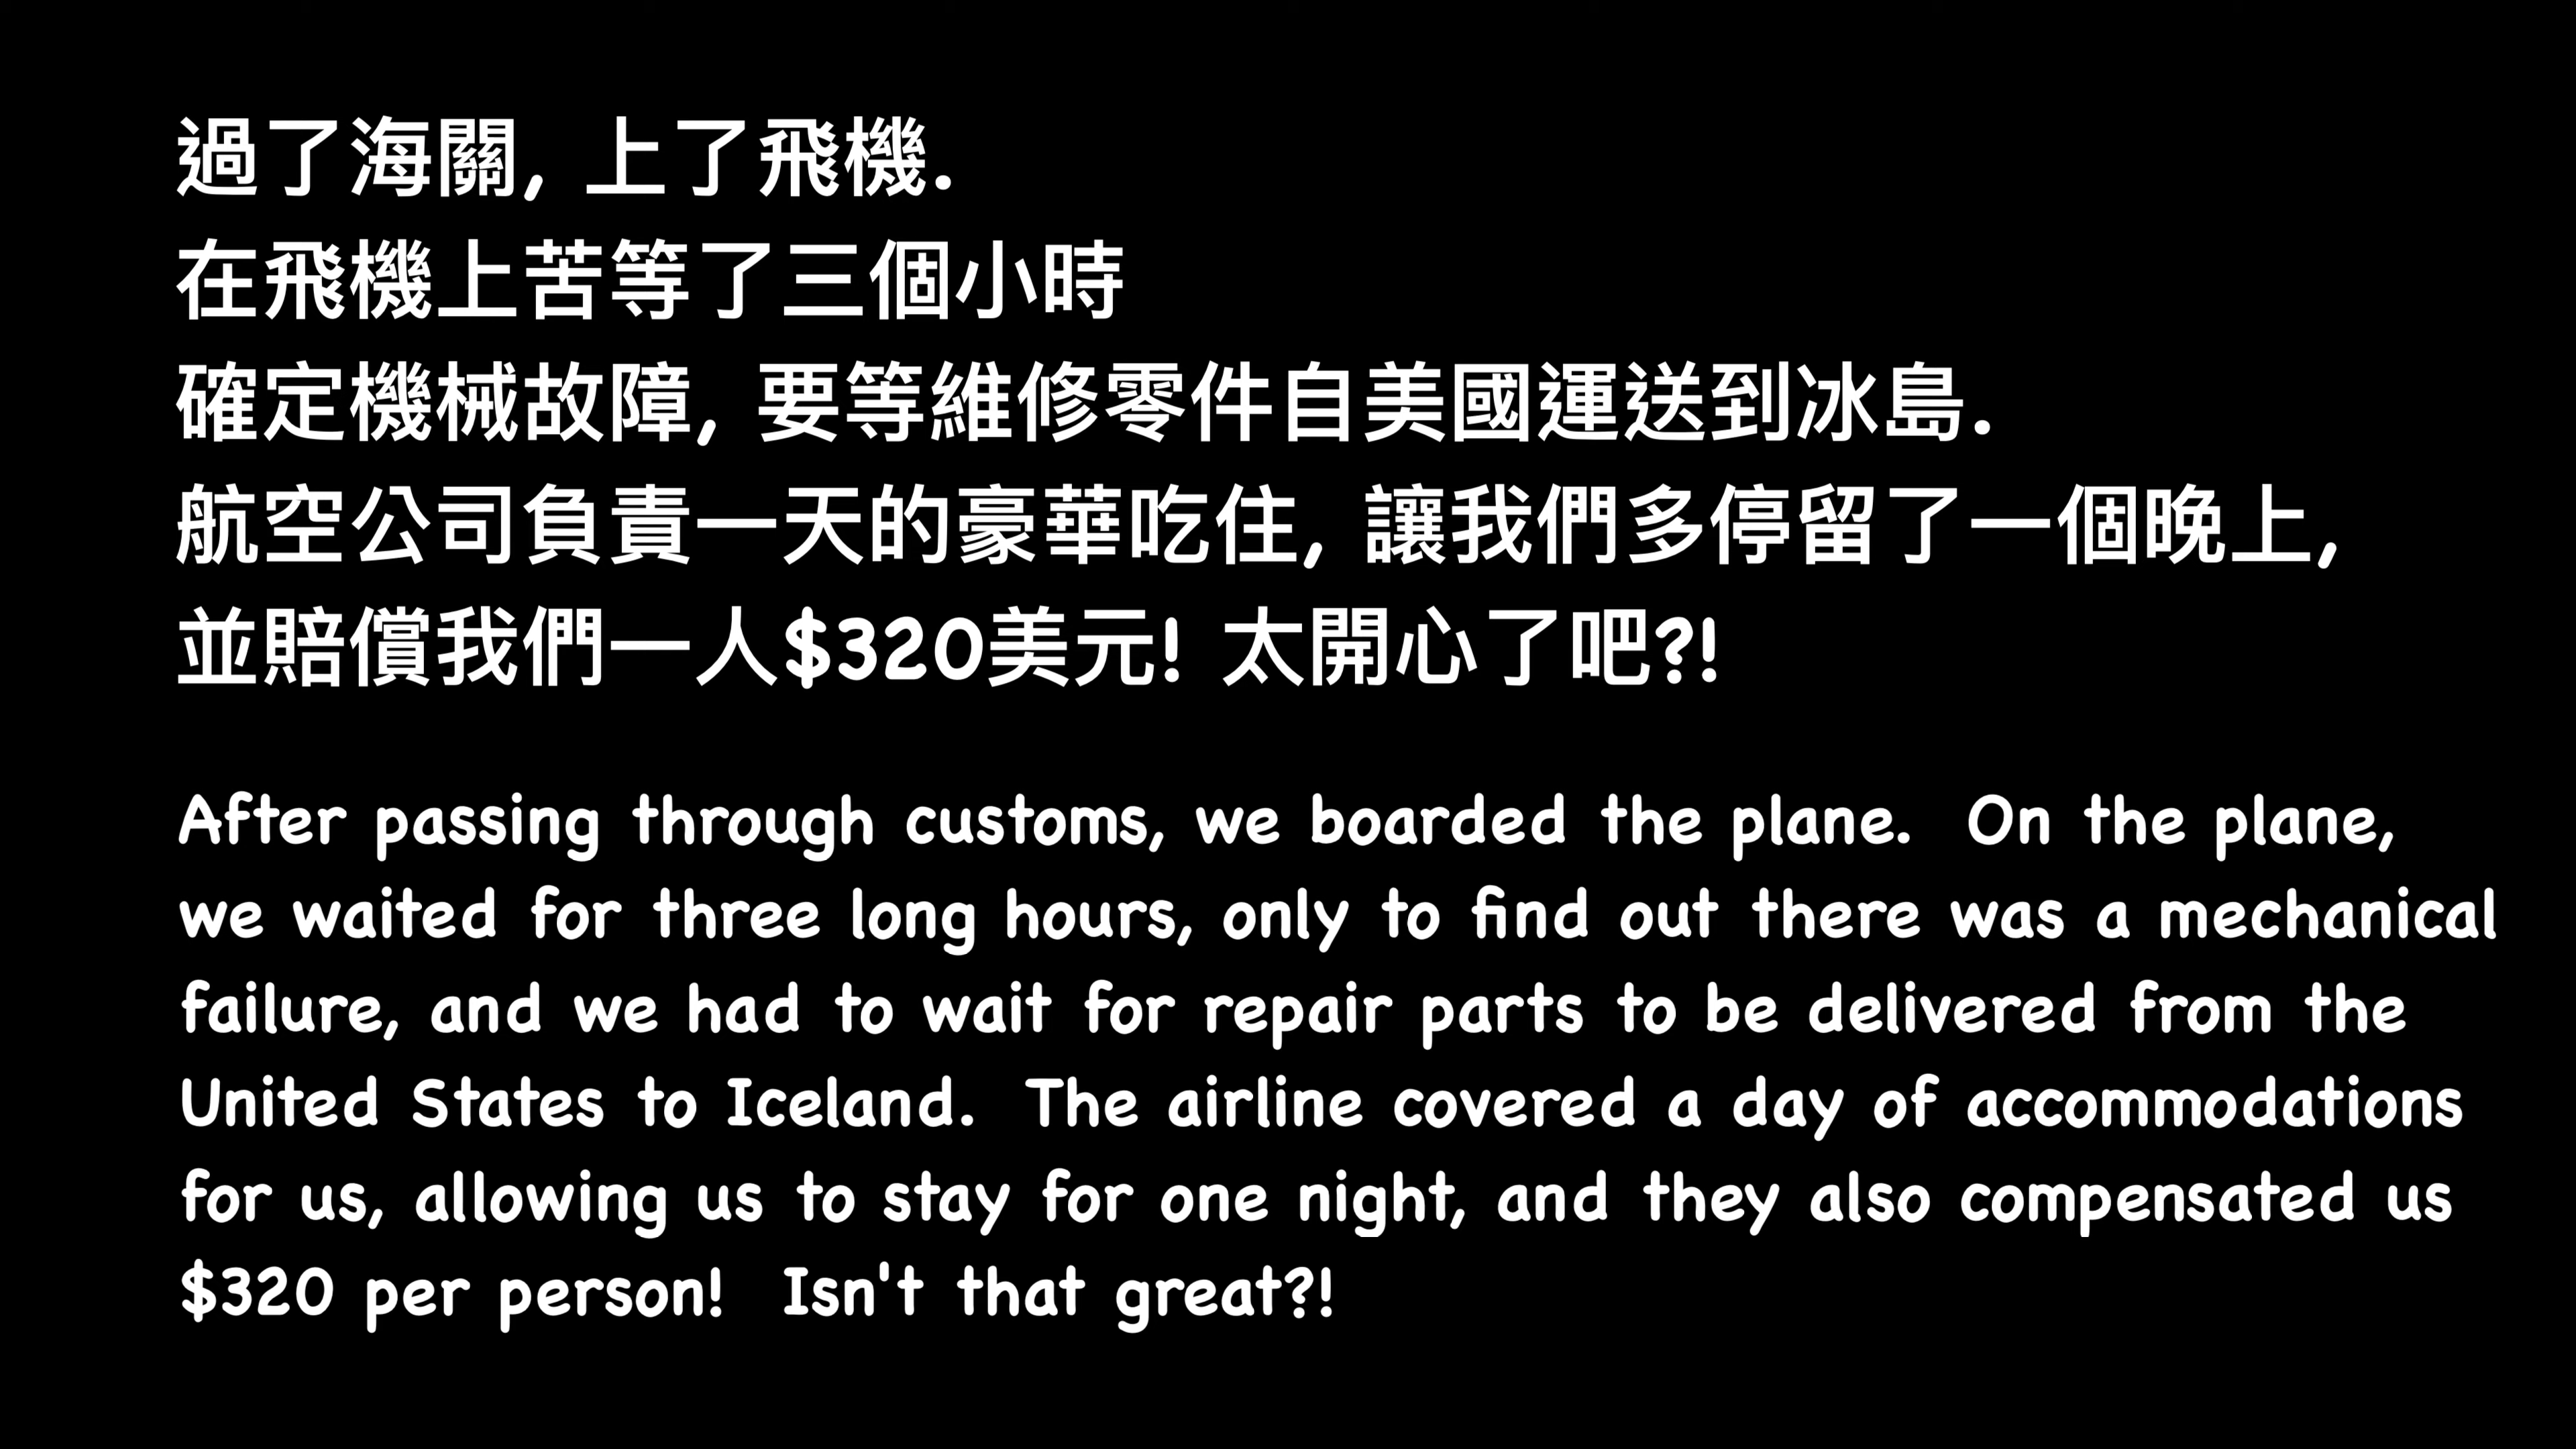 過了海關, 上了飛機.
在飛機上苦等了三個小時
確定機械故障, 要等維修零件自美國運送到冰島.
航空公司負責一天的豪華吃住, 讓我們多停留了一個晚上,
並賠償我們一人$320美元! 太開心了吧?!
After passing through customs, we boarded the plane.  On the plane,
we waited for three long hours, only to find out there was a mechanical
failure, and we had to wait for repair parts to be delivered from the
United States to Iceland.  The airline covered a day of accommodations
for us, allowing us to stay for one night, and they also compensated us
$320 per person!  Isn't that great?!